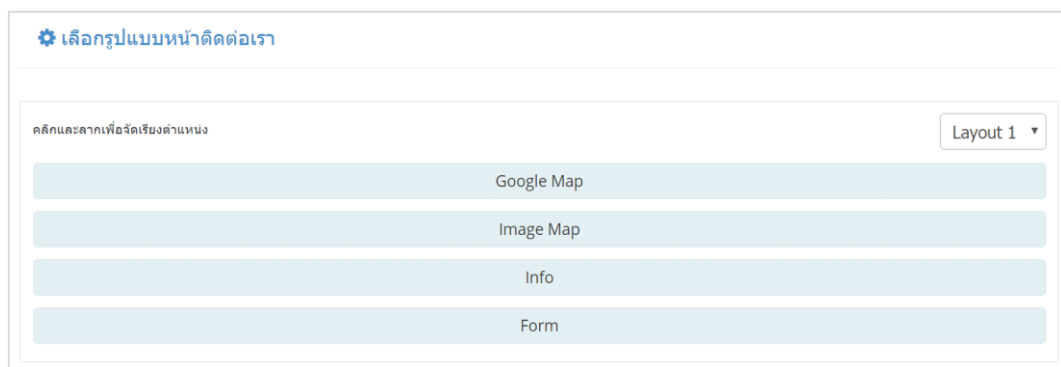 เลือกรูปแบบหน้าติดต่อเรา
คลิกและลากเพื่อจัดเรียงตำแหน่ง
Layout 1
Google Map
Image Map
Info
Form